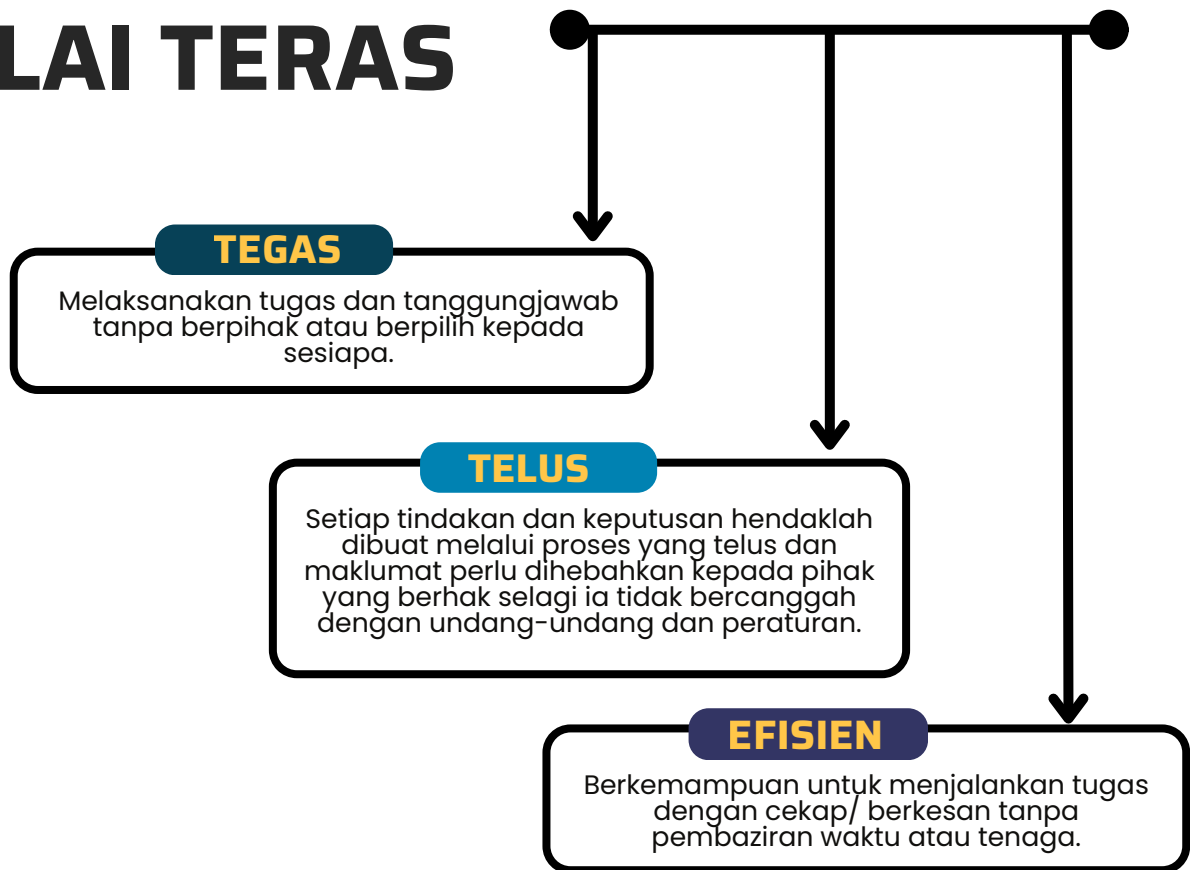 LAI TERAS
TEGAS
Melaksanakan tugas dan tanggungjawab
tanpa berpihak atau berpilih kepada
sesiapa.
TELUS
Setiap tindakan dan keputusan hendaklah
dibuat melalui proses yang telus dan
maklumat perlu dihebahkan kepada pihak
yang berhak selagi ia tidak bercanggah
dengan undang-undang dan peraturan.
EFISIEN
Berkemampuan untuk menjalankan tugas
dengan cekap/ berkesan tanpa
pembaziran waktu atau tenaga.